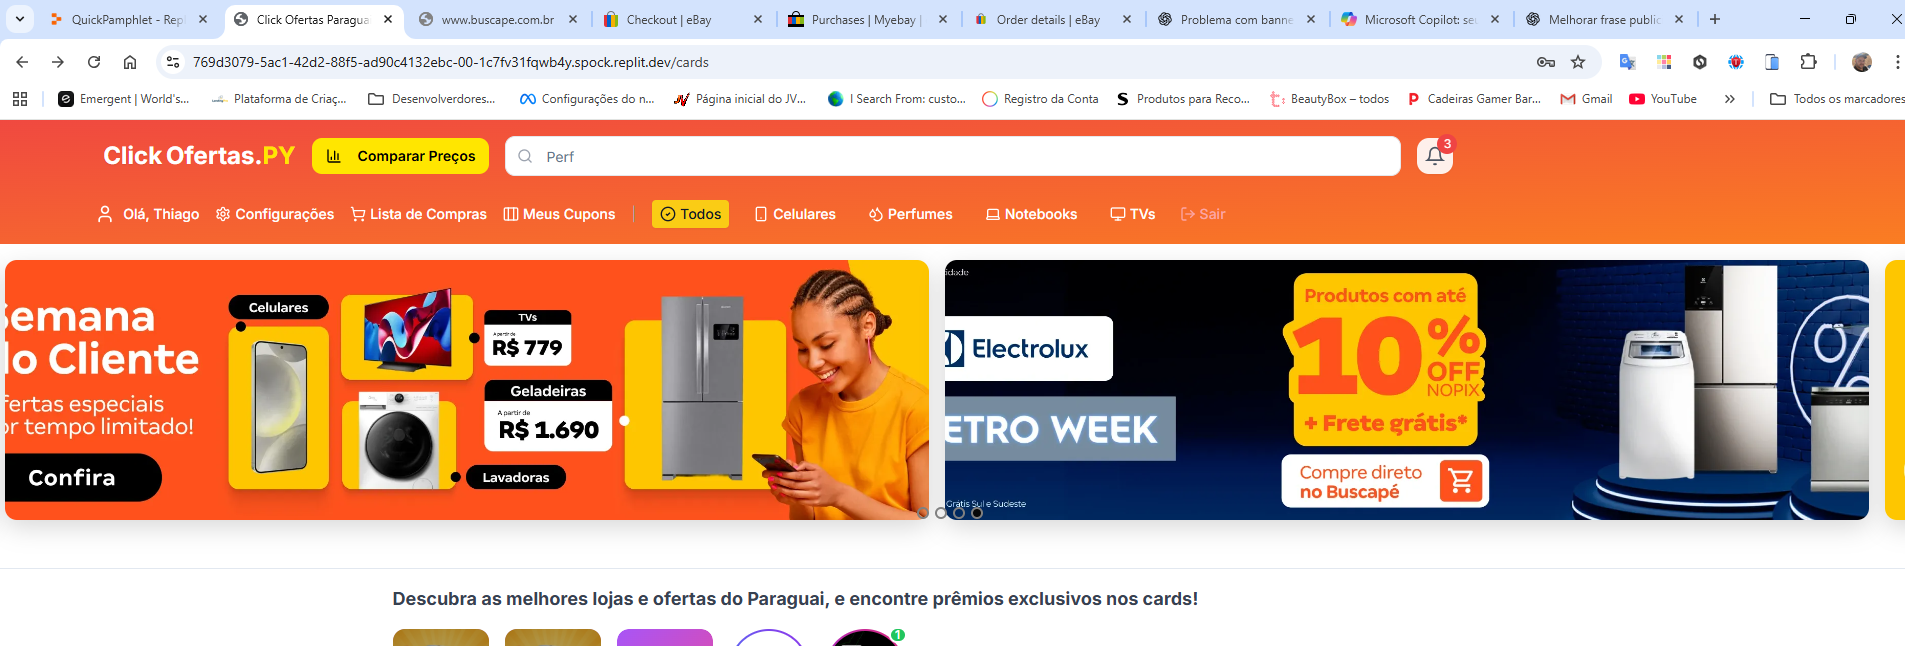 QuickPamphlet - Repl
Click Ofertas Paragua
www.buscape.com.br
Checkout | eBay
Purchases | Myebay |
Order details | eBay
Problema com banne
Microsoft Copilot: seu
Melhorar frase public
769d3079-5ac1-42d2-88f5-ad90c4132ebc-00-1c7fv31fqwb4y.spock.replit.dev/cards
Emergent | World's...
Plataforma de Criaç...
Desenvolverdores...
Configurações do n...
Página inicial do JV...
I Search From: custo...
Registro da Conta
Produtos para Reco...
BeautyBox – todos
Cadeiras Gamer Bar...
Gmail
YouTube
Todos os marcadores
Click Ofertas.PY
Comparar Preços
Perf
3
Olá, Thiago
Configurações
Lista de Compras
Meus Cupons
Todos
Celulares
Perfumes
Notebooks
TVs
Sair
Semana
do Cliente
fertas especiais
or tempo limitado!
Confira
Celulares
TVs
A partir de
R$ 779
Geladeiras
A partir de
R$ 1.690
Lavadoras
idade
Electrolux
ETRO WEEK
Grátis Sul e Sudeste
Produtos com até
10%
OFF
NOPIX
+ Frete grátis*
Compre direto
no Buscapé
Descubra as melhores lojas e ofertas do Paraguai, e encontre prêmios exclusivos nos cards!
1